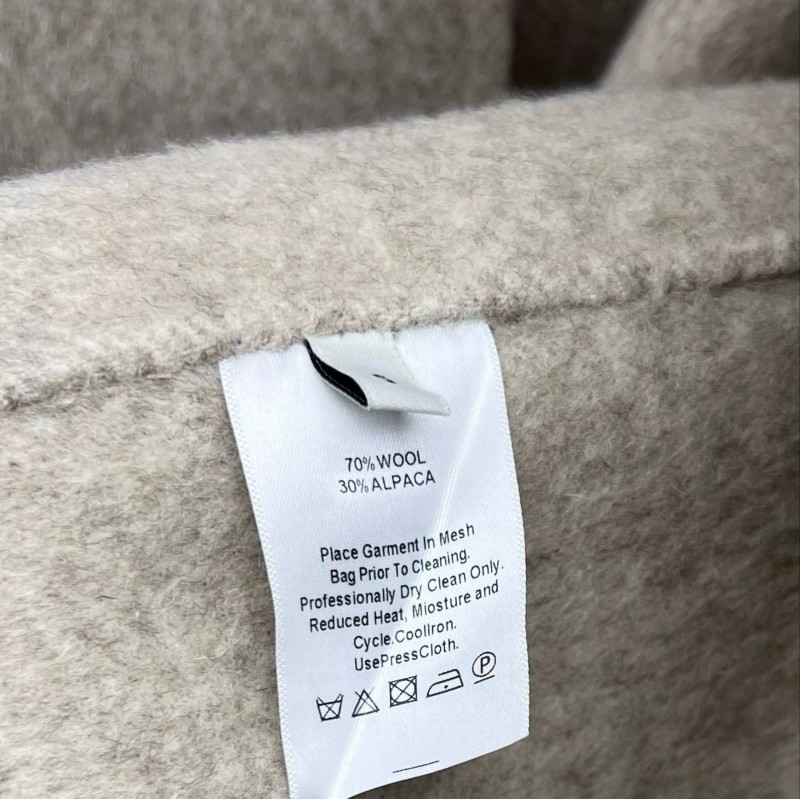 70% WOOL
30% ALPACA
Place Garment In Mesh
Bag Prior To Cleaning.
Professionally Dry Clean Only.
Reduced Heat, Miosture and
Cycle.CoolIron.
UsePressCloth.
P